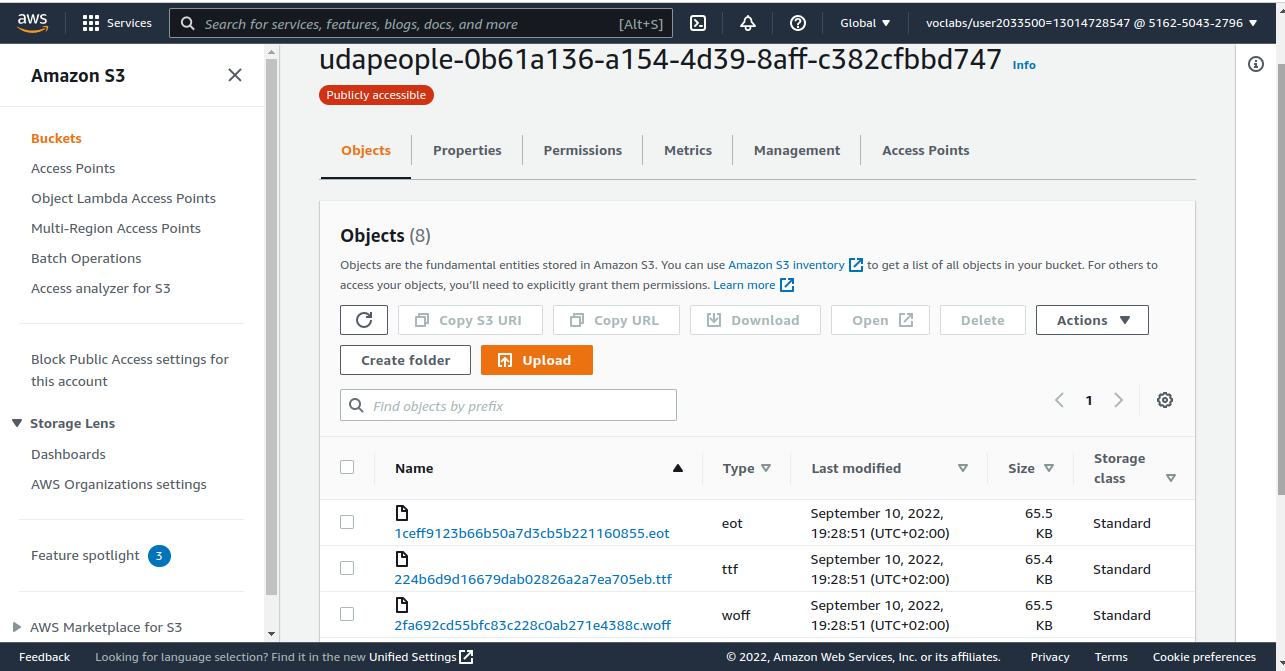 aws
Services
Search for services, features, blogs, docs, and more [Alt+S]
Global ▼
voclabs/user2033500=13014728547 @ 5162-5043-2796 ▼
Amazon S3
Buckets
Access Points
Object Lambda Access Points
Multi-Region Access Points
Batch Operations
Access analyzer for S3
Block Public Access settings for
this account
Storage Lens
Dashboards
AWS Organizations settings
Feature spotlight 3
AWS Marketplace for S3
udapeople-0b61a136-a154-4d39-8aff-c382cfbbd747 Info
Publicly accessible
Objects Properties Permissions Metrics Management Access Points
Objects (8)
Objects are the fundamental entities stored in Amazon S3. You can use Amazon S3 inventory to get a list of all objects in your bucket. For others to
access your objects, you'll need to explicitly grant them permissions. Learn more
Copy S3 URI Copy URL Download Open Delete Actions ▼
Create folder Upload
Find objects by prefix
1
Name Type Last modified Size Storage
class
1ceff9123b66b50a7d3cb5b221160855.eot eot September 10, 2022,
19:28:51 (UTC+02:00) 65.5
KB Standard
224b6d9d16679dab02826a2a7ea705eb.ttf ttf September 10, 2022,
19:28:51 (UTC+02:00) 65.4
KB Standard
2fa692cd55bfc83c228c0ab271e4388c.woff woff September 10, 2022,
19:28:51 (UTC+02:00) 65.5
KB Standard
Feedback Looking for language selection? Find it in the new Unified Settings
© 2022, Amazon Web Services, Inc. or its affiliates. Privacy Terms Cookie preferences